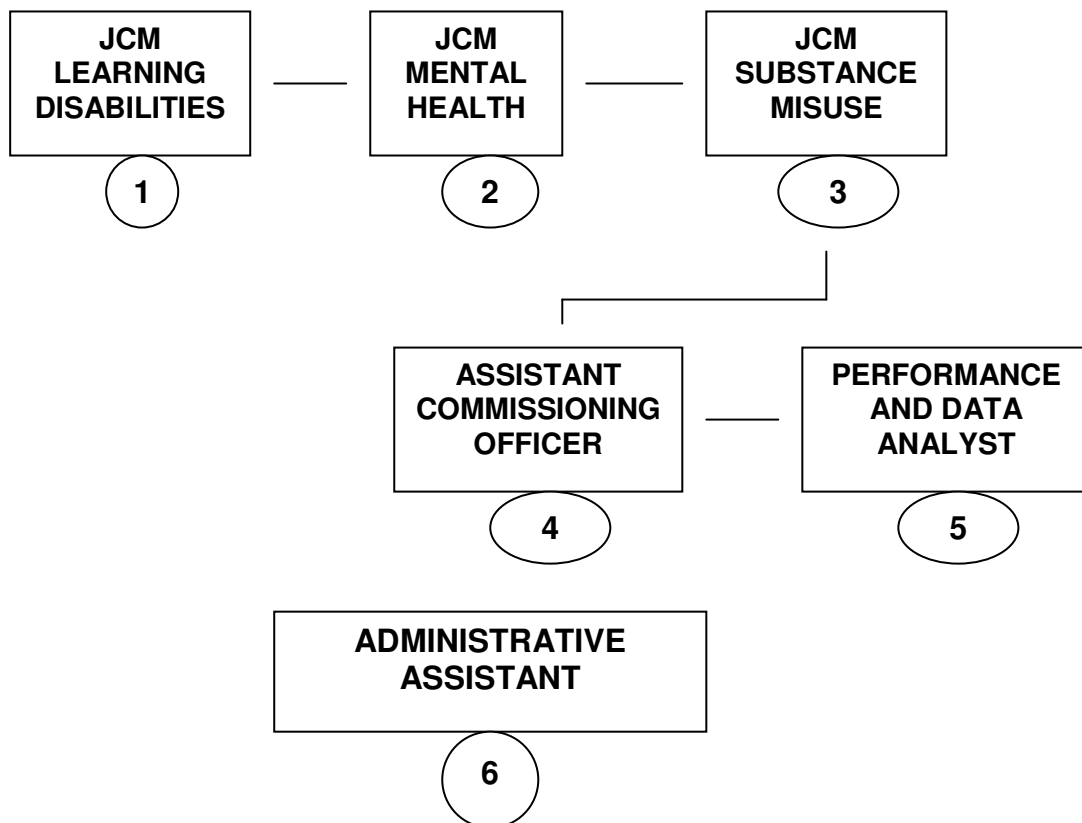 JCM
LEARNING
DISABILITIES
1
JCM
MENTAL
HEALTH
2
JCM
SUBSTANCE
MISUSE
3
ASSISTANT
COMMISSIONING
OFFICER
4
PERFORMANCE
AND DATA
ANALYST
5
ADMINISTRATIVE
ASSISTANT
6